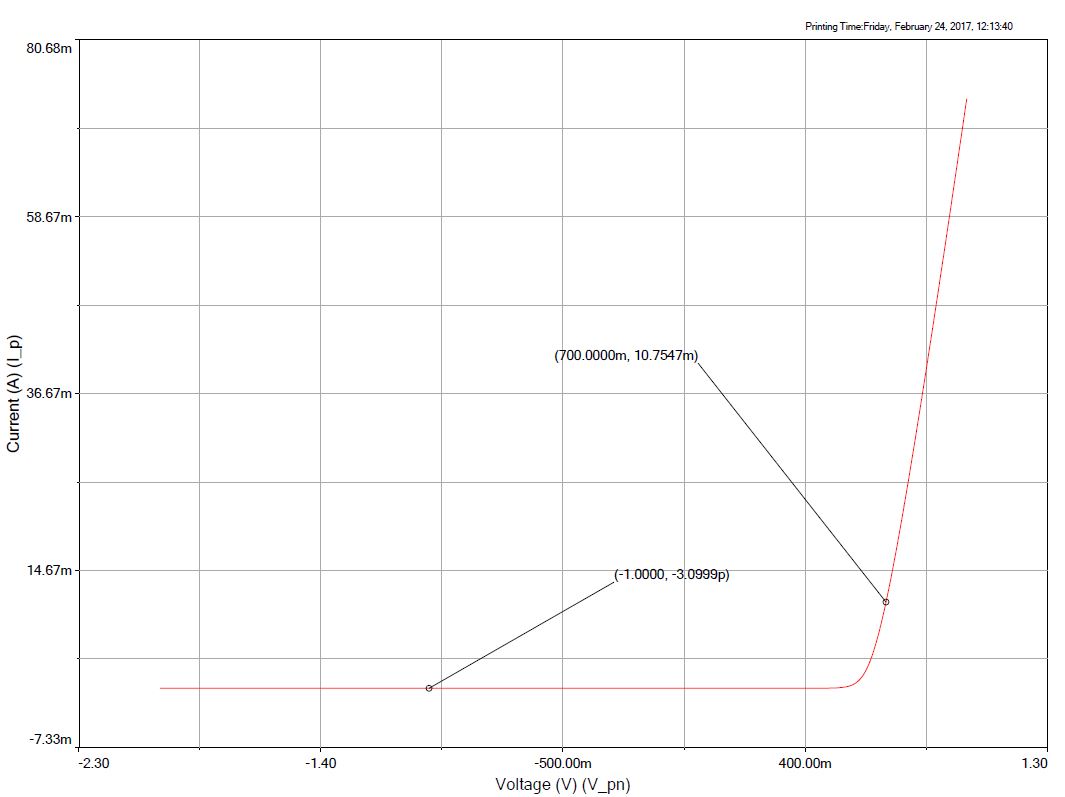 Printing Time:Friday, February 24, 2017, 12:13:40
80.68m
58.67m
(700.0000m, 10.7547m)
36.67m
Current (A) (I_p)
14.67m
(-1.0000, -3.0999p)
-7.33m
-2.30
-1.40
-500.00m
400.00m
1.30
Voltage (V) (V_pn)